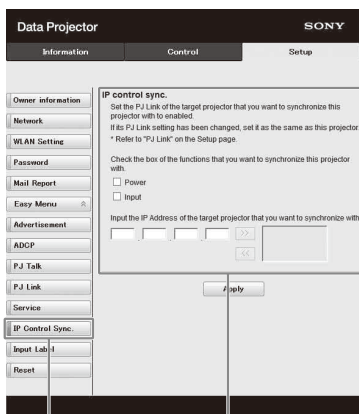 Data Projector
SONY
Information
Control
Setup
Owner information
Network
WLAN Setting
Password
Mail Report
Easy Menu
Advertisement
ADCP
PJ Talk
PJ Link
Service
IP Control Sync.
Input Label
Reset
IP control sync.
Set the PJ Link of the target projector that you want to synchronize this
projector with to enabled.
If its PJ Link setting has been changed, set it as the same as this projector.
* Refer to "PJ Link" on the Setup page.
Check the box of the functions that you want to synchronize this projector
with.
Power
Input
Input the IP Address of the target projector that you want to synchronize with
>>
<<
Apply